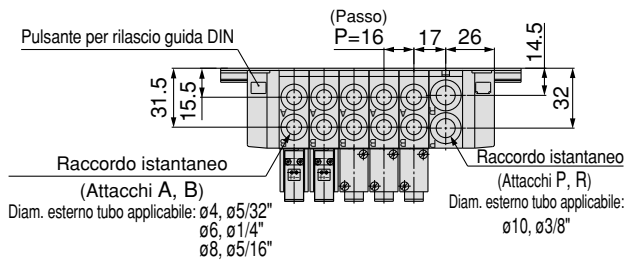 (Passo)
P=16
17
26
14.5
Pulsante per rilascio guida DIN
31.5
15.5
32
A A A A A P
B B B B B R
Raccordo istantaneo
(Attacchi A, B)
Diam. esterno tubo applicabile: ø4, ø5/32"
ø6, ø1/4"
ø8, ø5/16"
Raccordo istantaneo
(Attacchi P, R)
Diam. esterno tubo applicabile:
ø10, ø3/8"